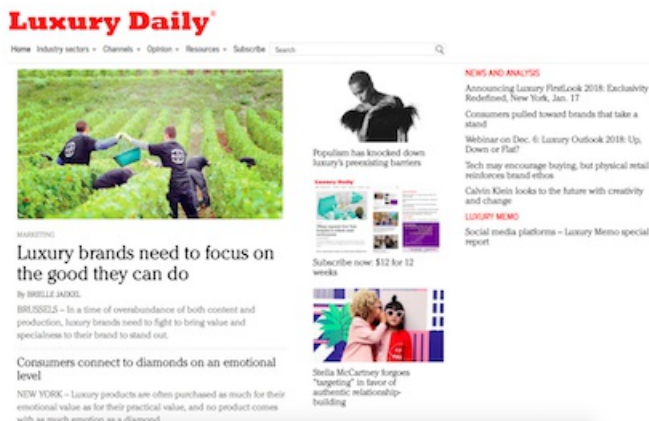 Luxury Daily®
Home Industry sectors Channels Opinion Resources Subscribe Search
MARKETING
Luxury brands need to focus on
the good they can do
By BRIELLE JAEKEL
BRUSSELS – In a time of overabundance of both content and
production, luxury brands need to fight to bring value and
specialness to their brand to stand out.
Consumers connect to diamonds on an emotional
level
NEW YORK – Luxury products are often purchased as much for their
emotional value as for their practical value, and no product comes
with as much emotion as a diamond
Populism has knocked down
luxury's preexisting barriers
Luxury Daily
Subscribe now: $12 for 12
weeks
Stella McCartney forgoes
"targeting" in favor of
authentic relationship-
building
NEWS AND ANALYSIS
Announcing Luxury FirstLook 2018: Exclusivity
Redefined, New York, Jan. 17
Consumers pulled toward brands that take a
stand
Webinar on Dec. 6: Luxury Outlook 2018: Up,
Down or Flat?
Tech may encourage buying, but physical retail
reinforces brand ethos
Calvin Klein looks to the future with creativity
and change
LUXURY MEMO
Social media platforms – Luxury Memo special
report